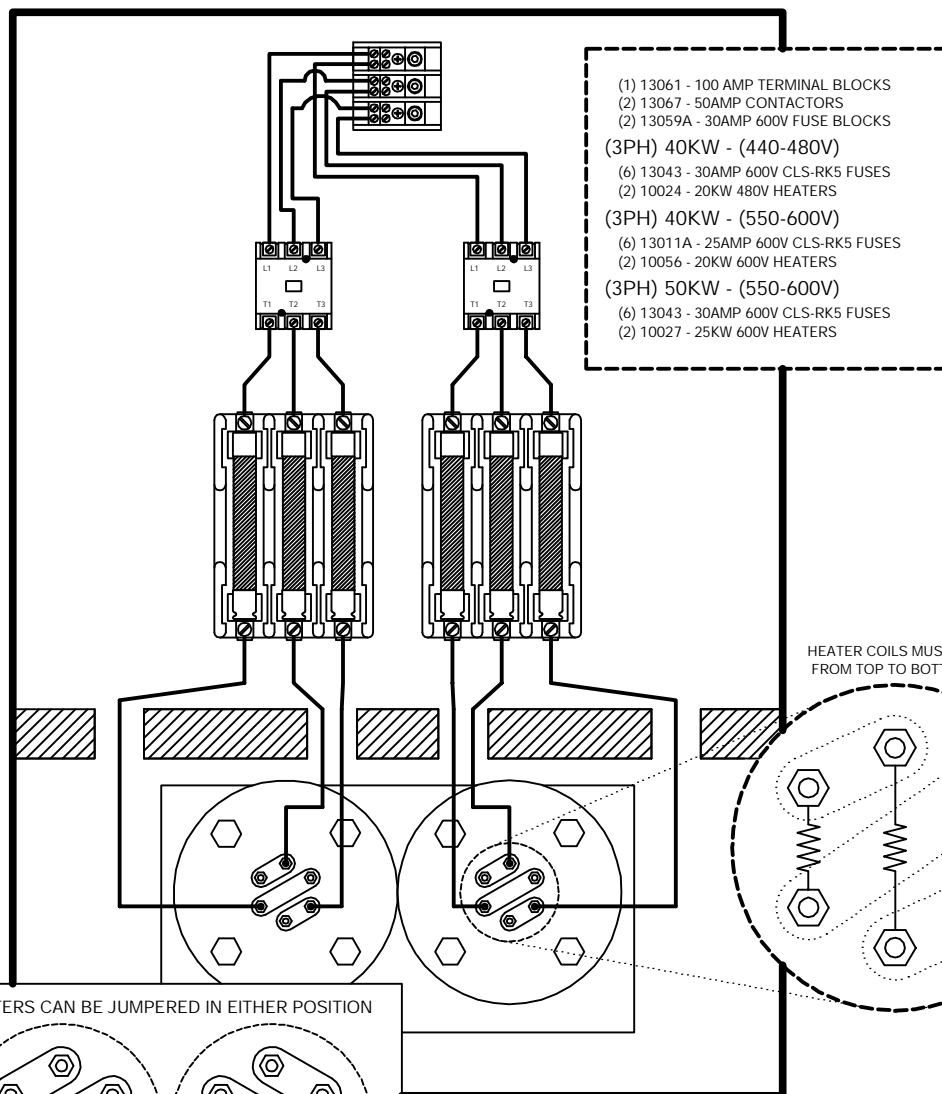 (1) 13061 - 100 AMP TERMINAL BLOCKS
(2) 13067 - 50AMP CONTACTORS
(2) 13059A - 30AMP 600V FUSE BLOCKS
(3PH) 40KW - (440-480V)
(6) 13043 - 30AMP 600V CLS-RK5 FUSES
(2) 10024 - 20KW 480V HEATERS
(3PH) 40KW - (550-600V)
(6) 13011A - 25AMP 600V CLS-RK5 FUSES
(2) 10056 - 20KW 600V HEATERS
(3PH) 50KW - (550-600V)
(6) 13043 - 30AMP 600V CLS-RK5 FUSES
(2) 10027 - 25KW 600V HEATERS
L1 L2 L3
T1 T2 T3
L1 L2 L3
T1 T2 T3
HEATER COILS MUS
FROM TOP TO BOTT
TERS CAN BE JUMPERED IN EITHER POSITION